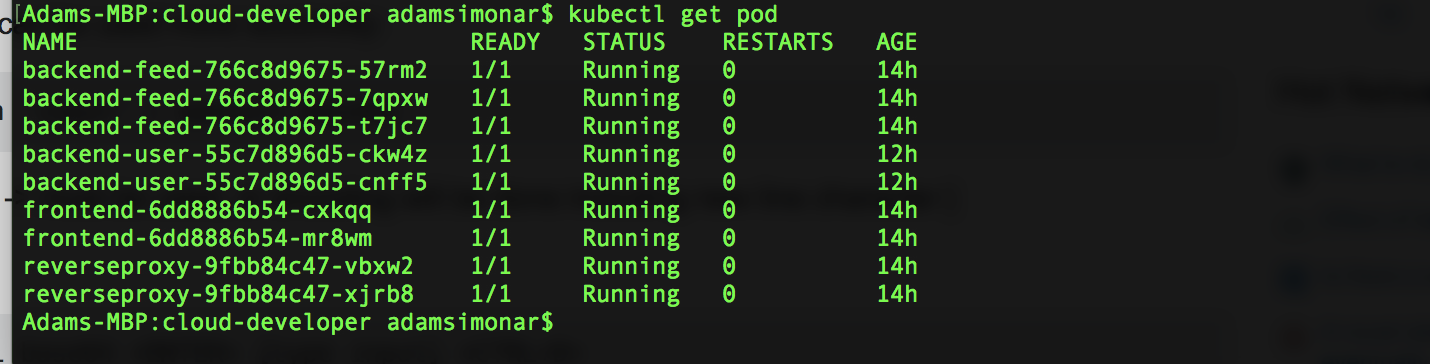 [Adams-MBP:cloud-developer adamsimonar$ kubectl get pod
NAME READY STATUS RESTARTS AGE
backend-feed-766c8d9675-57rm2 1/1 Running 0 14h
backend-feed-766c8d9675-7qpxw 1/1 Running 0 14h
backend-feed-766c8d9675-t7jc7 1/1 Running 0 14h
backend-user-55c7d896d5-ckw4z 1/1 Running 0 12h
backend-user-55c7d896d5-cnff5 1/1 Running 0 12h
frontend-6dd8886b54-cxkqq 1/1 Running 0 14h
frontend-6dd8886b54-mr8wm 1/1 Running 0 14h
reverseproxy-9fbb84c47-vbxw2 1/1 Running 0 14h
reverseproxy-9fbb84c47-xjrb8 1/1 Running 0 14h
Adams-MBP:cloud-developer adamsimonar$